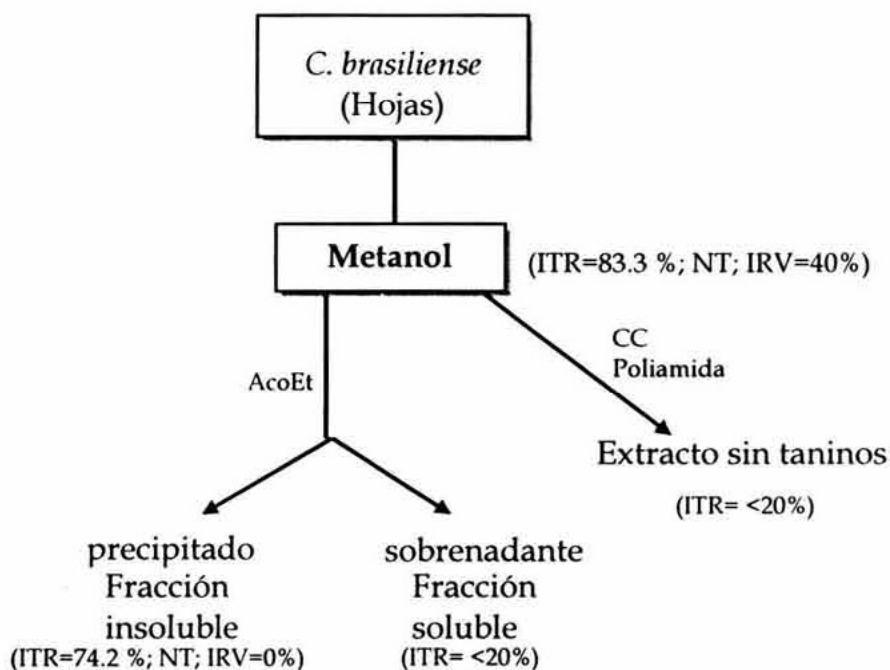 C. brasiliense
(Hojas)
Metanol
(ITR=83.3 %; NT; IRV=40%)
AcoEt
CC
Poliamida
Extracto sin taninos
(ITR= <20%)
precipitado
Fracción
insoluble
(ITR=74.2 %; NT; IRV=0%)
sobrenadante
Fracción
soluble
(ITR= <20%)